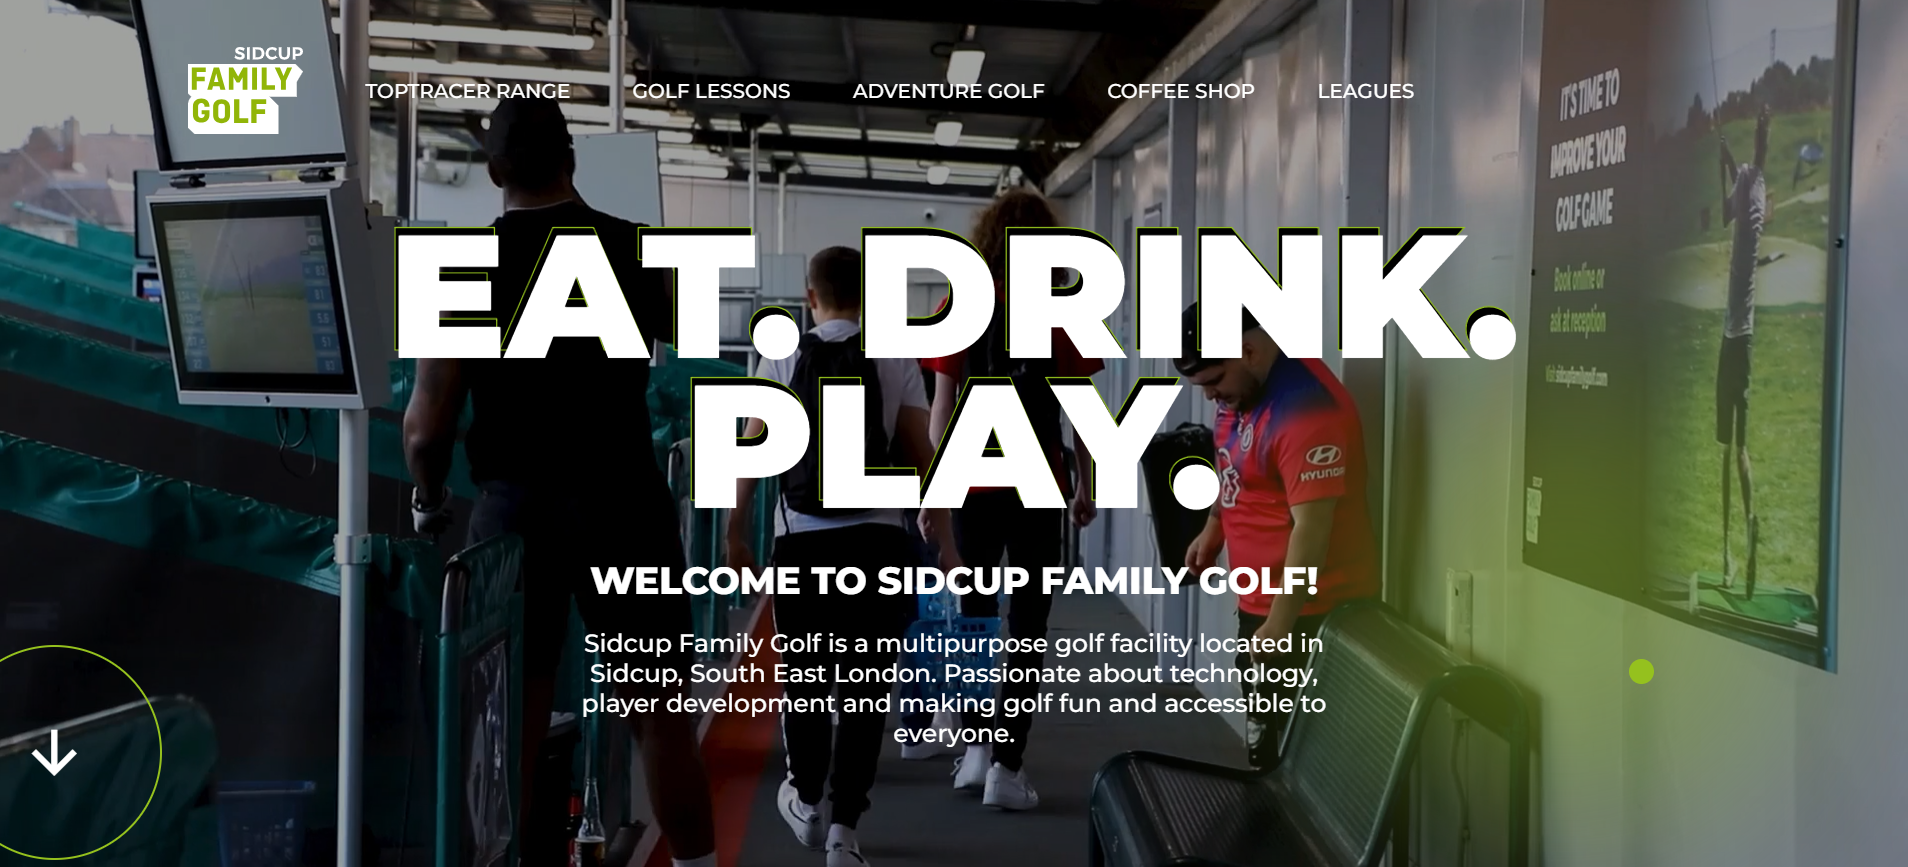 SIDCUP
FAMILY
GOLF
TOPTRACER RANGE
GOLF LESSONS
ADVENTURE GOLF
COFFEE SHOP
LEAGUES
IT'S TIME TO
IMPROVE YOUR
GOLF GAME
Book online or
ask at reception
Visit sidcupfamilygolf.com
EAT. DRINK.
PLAY.
HYUNDAI
WELCOME TO SIDCUP FAMILY GOLF!
Sidcup Family Golf is a multipurpose golf facility located in
Sidcup, South East London. Passionate about technology,
player development and making golf fun and accessible to
everyone.